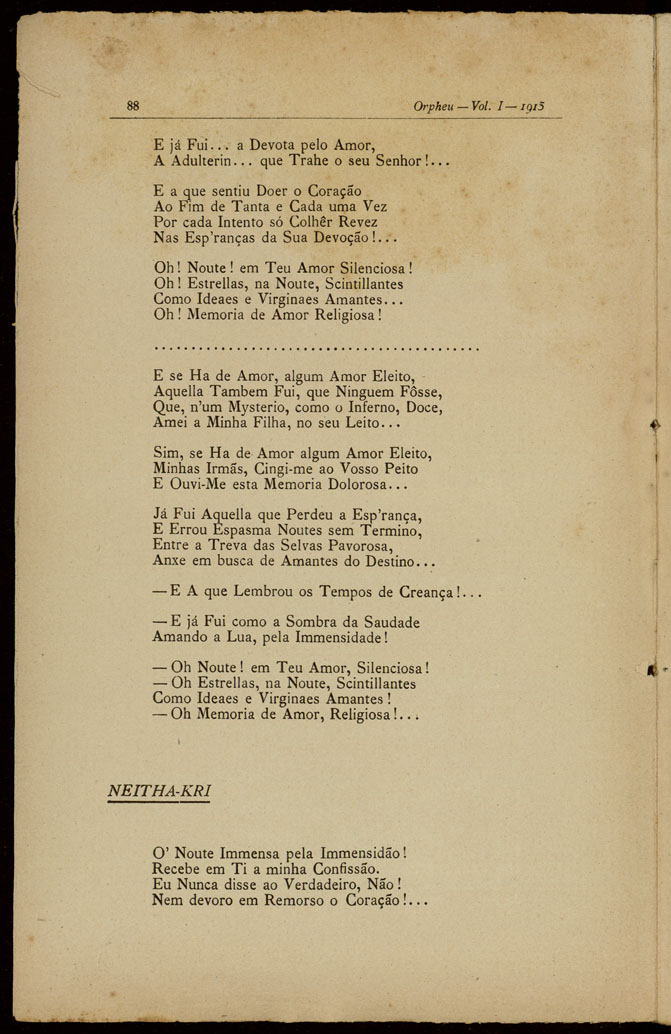 88
Orpheu — Vol. I — 1915
E já Fui... a Devota pelo Amor,
A Adulterin... que Trahe o seu Senhor!...
E a que sentiu Doer o Coração
Ao Fim de Tanta e Cada uma Vez
Por cada Intento só Colhêr Revez
Nas Esp'ranças da Sua Devoção!...
Oh! Noute! em Teu Amor Silenciosa!
Oh! Estrellas, na Noute, Scintillantes
Como Ideaes e Virginaes Amantes...
Oh! Memoria de Amor Religiosa!
............................................
E se Ha de Amor, algum Amor Eleito,
Aquella Tambem Fui, que Ninguem Fôsse,
Que, n'um Mysterio, como o Inferno, Doce,
Amei a Minha Filha, no seu Leito...
Sim, se Ha de Amor algum Amor Eleito,
Minhas Irmãs, Cingi-me ao Vosso Peito
E Ouvi-Me esta Memoria Dolorosa...
Já Fui Aquella que Perdeu a Esp'rança,
E Errou Espasma Noutes sem Termino,
Entre a Treva das Selvas Pavorosa,
Anxe em busca de Amantes do Destino...
— E A que Lembrou os Tempos de Creança!...
— E já Fui como a Sombra da Saudade
Amando a Lua, pela Immensidade!
— Oh Noute! em Teu Amor, Silenciosa!
— Oh Estrellas, na Noute, Scintillantes
Como Ideaes e Virginaes Amantes!
— Oh Memoria de Amor, Religiosa!...
NEITHA-KRI
O' Noute Immensa pela Immensidão!
Recebe em Ti a minha Confissão.
Eu Nunca disse ao Verdadeiro, Não!
Nem devoro em Remorso o Coração!...